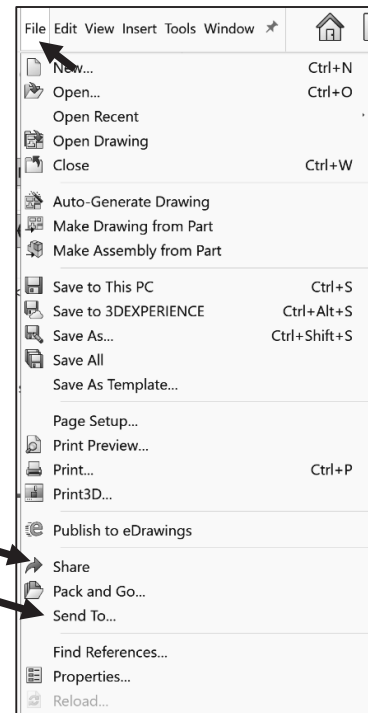 File Edit View Insert Tools Window
New... Ctrl+N
Open... Ctrl+O
Open Recent
Open Drawing
Close Ctrl+W
Auto-Generate Drawing
Make Drawing from Part
Make Assembly from Part
Save to This PC Ctrl+S
Save to 3DEXPERIENCE Ctrl+Alt+S
Save As... Ctrl+Shift+S
Save All
Save As Template...
Page Setup...
Print Preview...
Print... Ctrl+P
Print3D...
Publish to eDrawings
Share
Pack and Go...
Send To...
Find References...
Properties...
Reload...